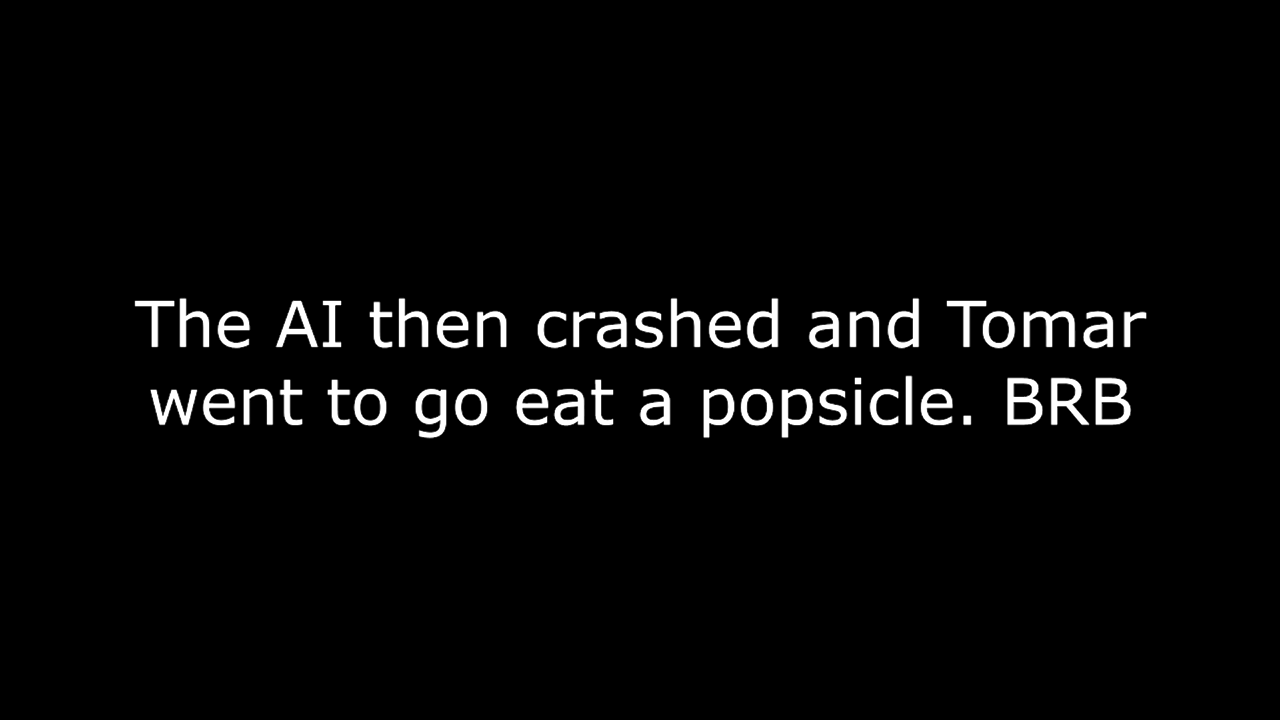 The AI then crashed and Tomar
went to go eat a popsicle. BRB